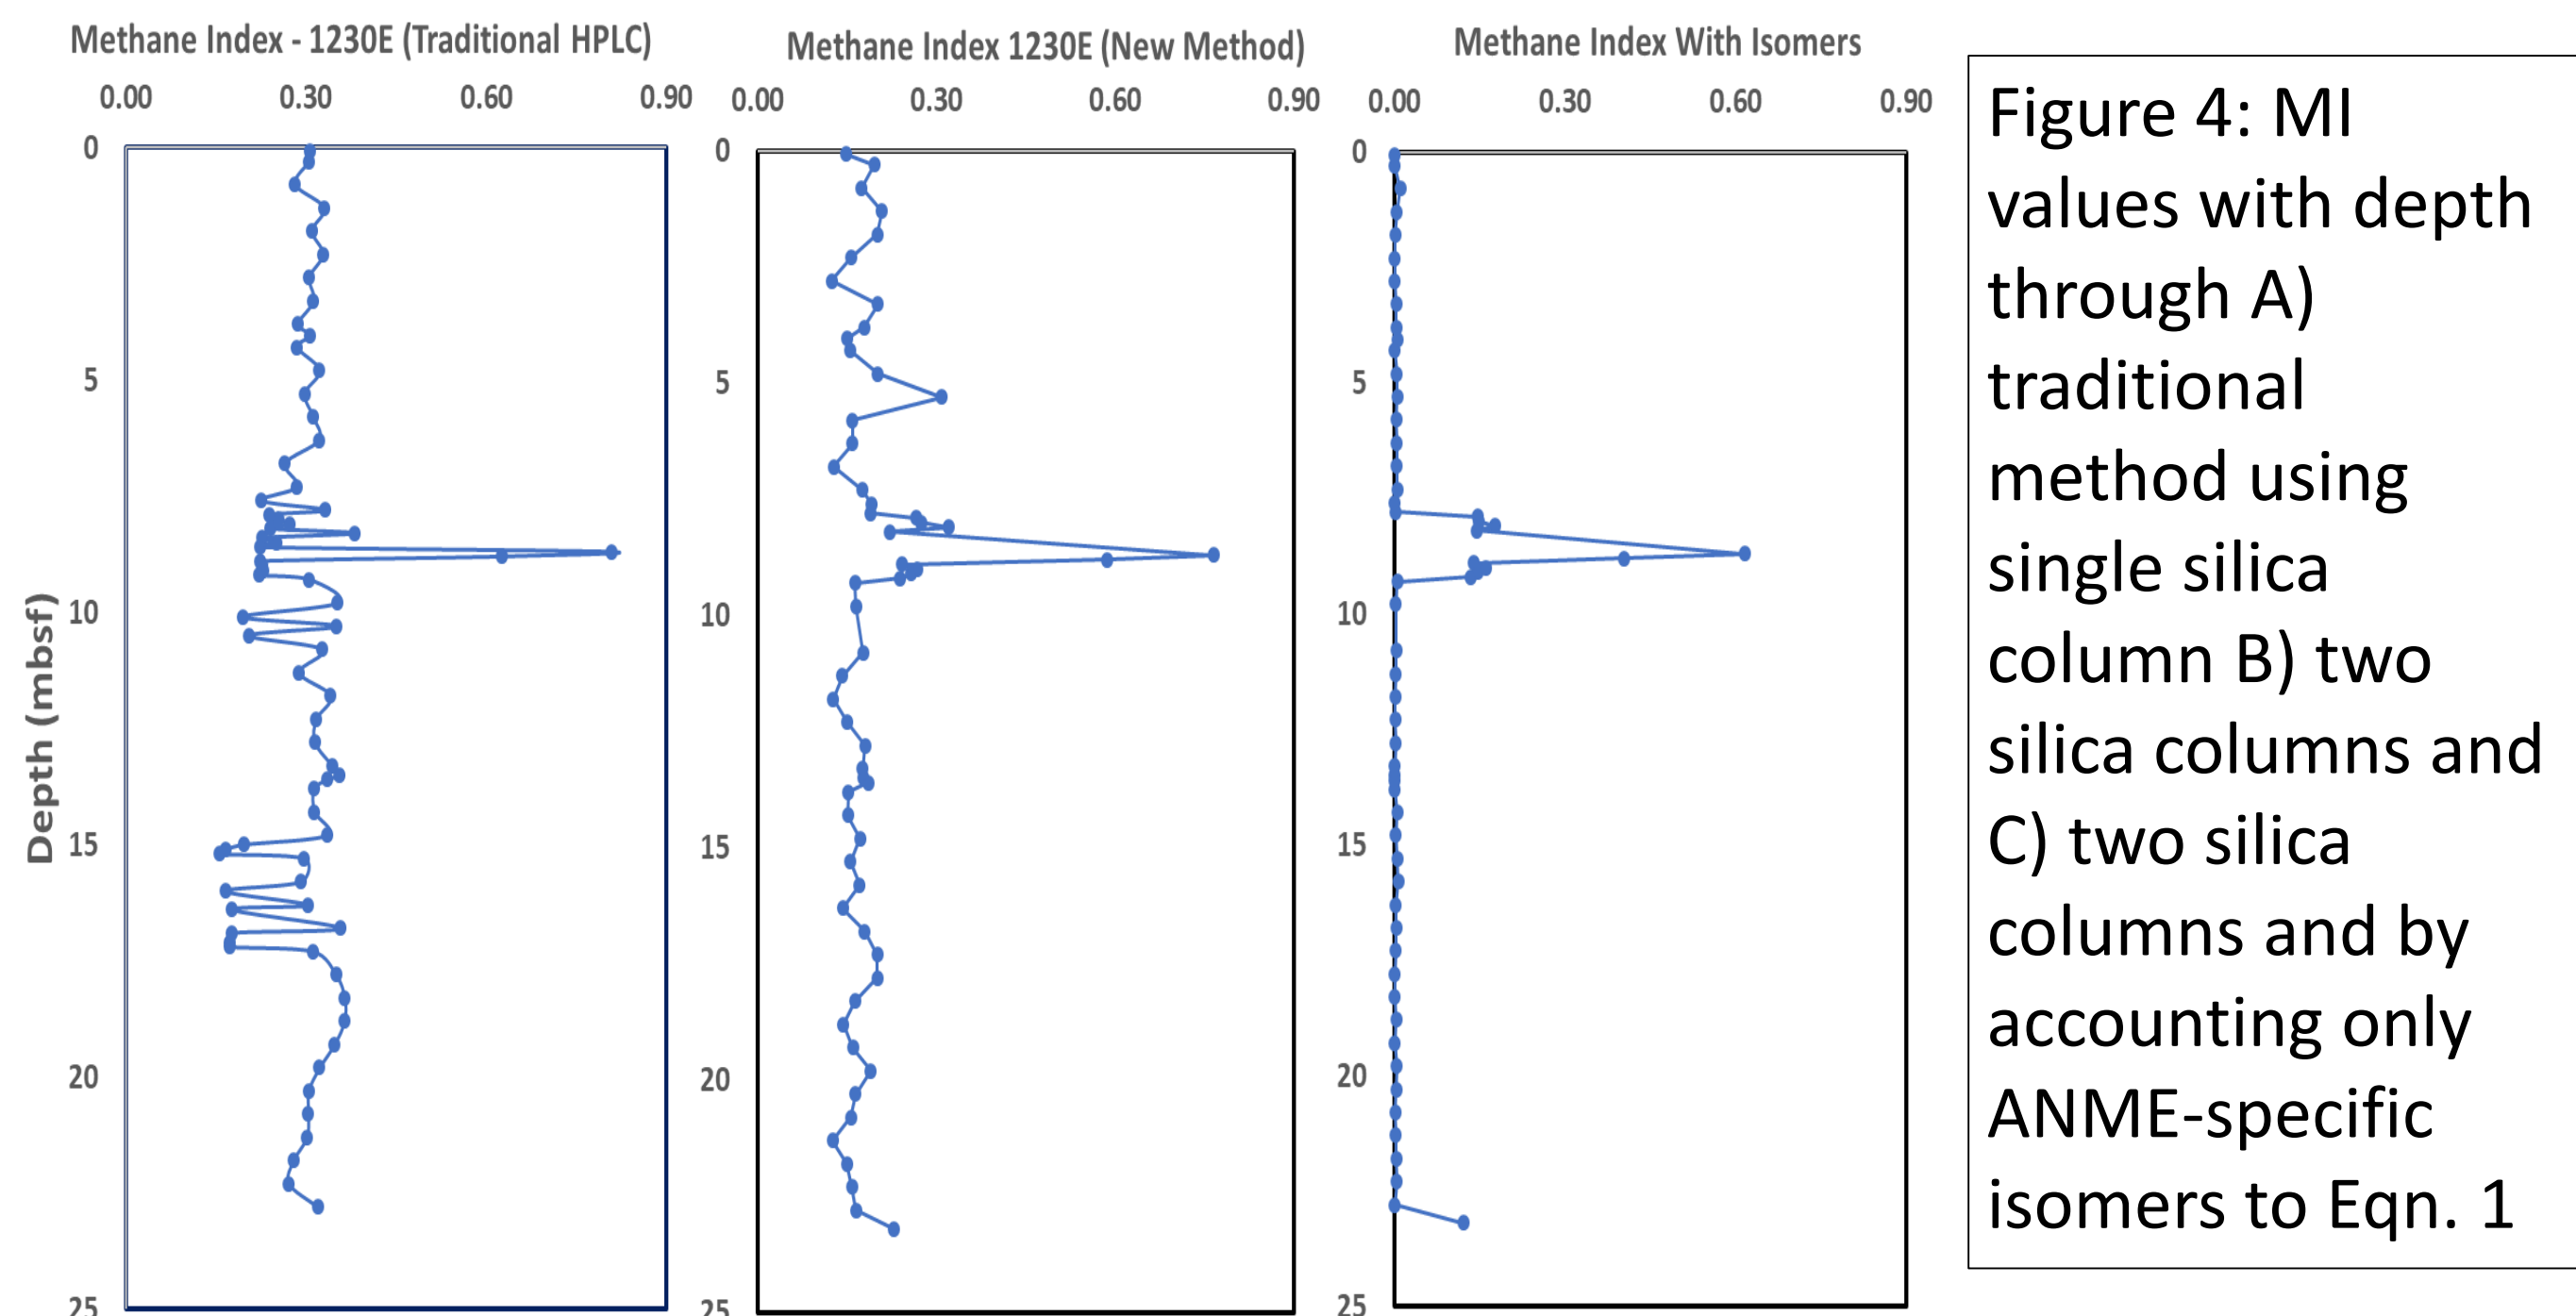 Methane Index - 1230E (Traditional HPLC)
0.00 0.30 0.60 0.90
0
5
10
15
20
25
Depth (mbsf)
Methane Index 1230E (New Method)
0.00 0.30 0.60 0.90
0
5
10
15
20
25
Methane Index With Isomers
0.00 0.30 0.60 0.90
0
5
10
15
20
25
Figure 4: MI
values with depth
through A)
traditional
method using
single silica
column B) two
silica columns and
C) two silica
columns and by
accounting only
ANME-specific
isomers to Eqn. 1